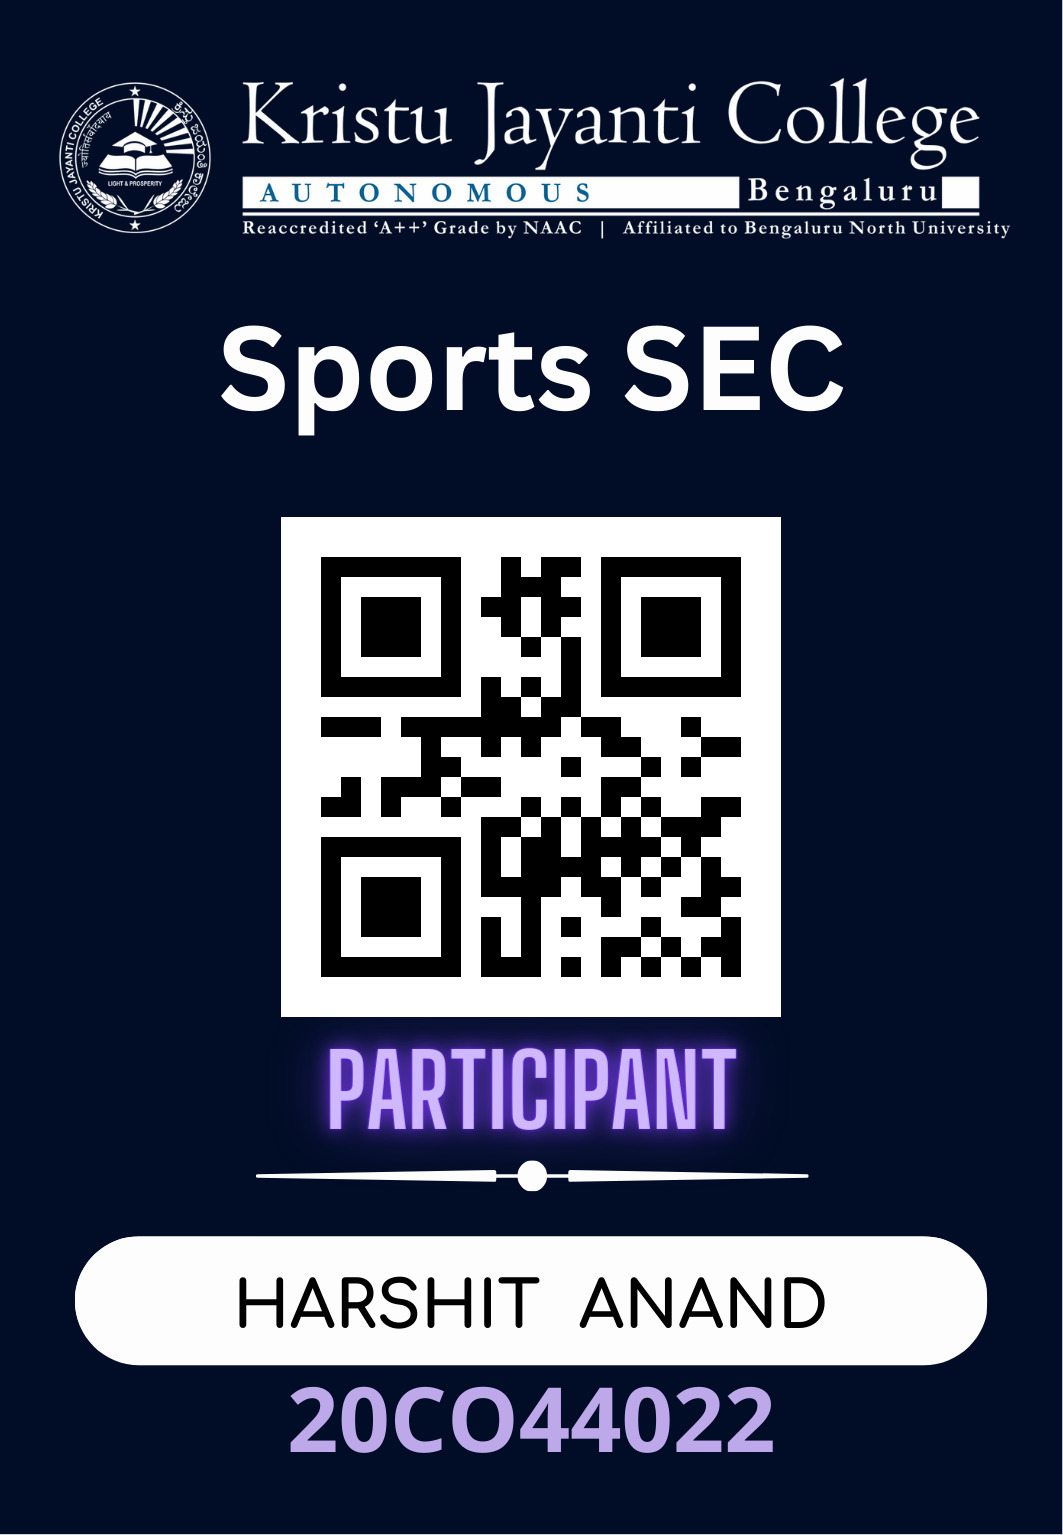 KRISTU JAYANTI COLLEGE
LIGHT & PROSPERITY
Kristu Jayanti College
AUTONOMOUS Bengaluru
Reaccredited ‘A++’ Grade by NAAC | Affiliated to Bengaluru North University
Sports SEC
PARTICIPANT
HARSHIT ANAND
20CO44022